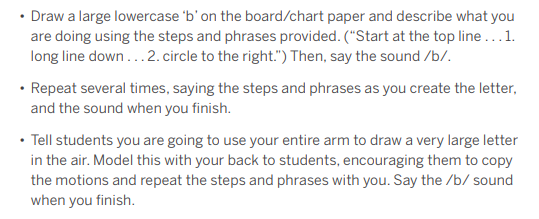 • Draw a large lowercase ‘b’ on the board/chart paper and describe what you
are doing using the steps and phrases provided. (“Start at the top line . . . 1.
long line down . . . 2. circle to the right.”) Then, say the sound /b/.
• Repeat several times, saying the steps and phrases as you create the letter,
and the sound when you finish.
• Tell students you are going to use your entire arm to draw a very large letter
in the air. Model this with your back to students, encouraging them to copy
the motions and repeat the steps and phrases with you. Say the /b/ sound
when you finish.